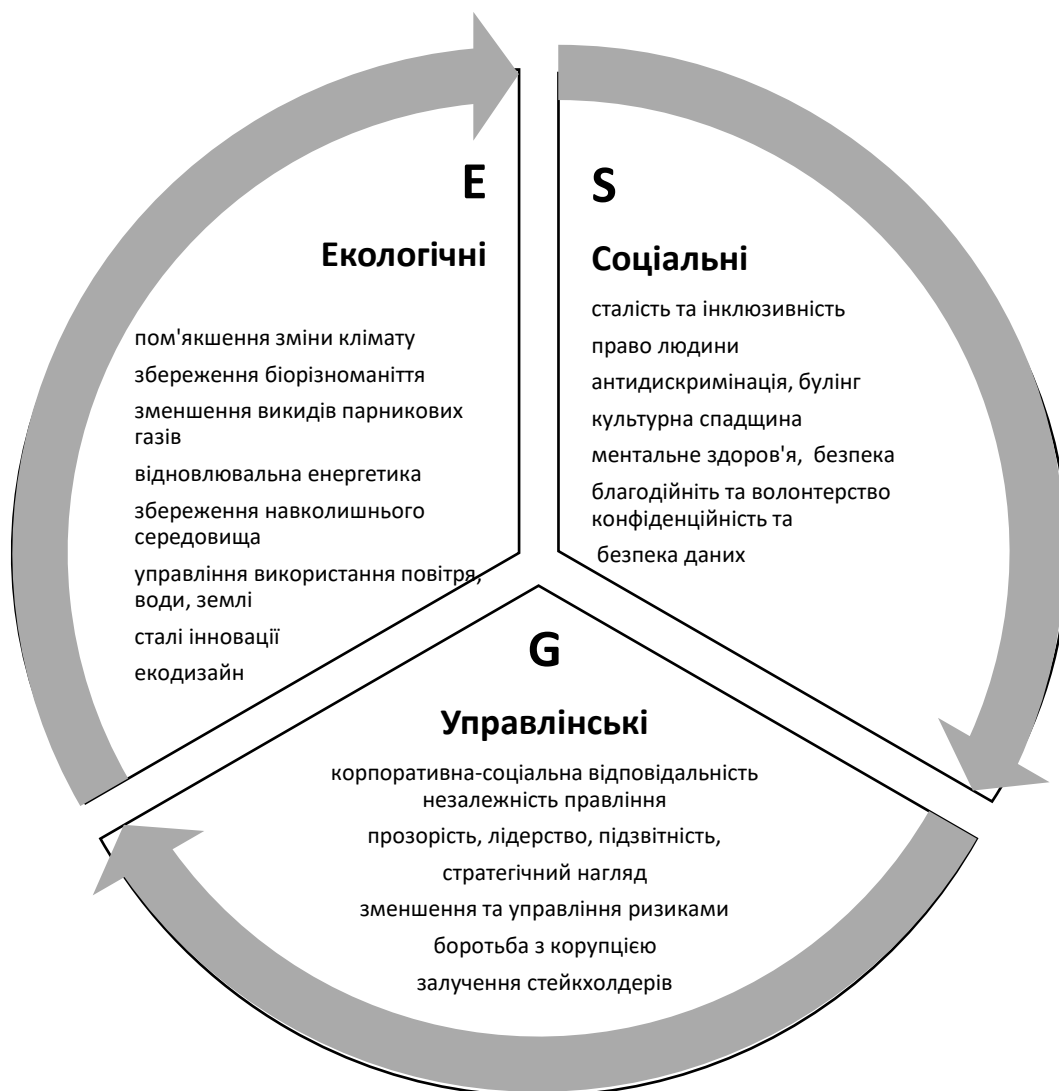 E
Екологічні
пом'якшення зміни клімату
збереження біорізноманіття
зменшення викидів парникових
газів
відновлювальна енергетика
збереження навколишнього
середовища
управління використання повітря,
води, землі
сталі інновації
екодизайн
S
Соціальні
сталість та інклюзивність
право людини
антидискримінація, булінг
культурна спадщина
ментальне здоров'я, безпека
благодійніть та волонтерство
конфіденційність та
безпека даних
G
Управлінські
корпоративна-соціальна відповідальність
незалежність правління
прозорість, лідерство, підзвітність,
стратегічний нагляд
зменшення та управління ризиками
боротьба з корупцією
залучення стейкхолдерів